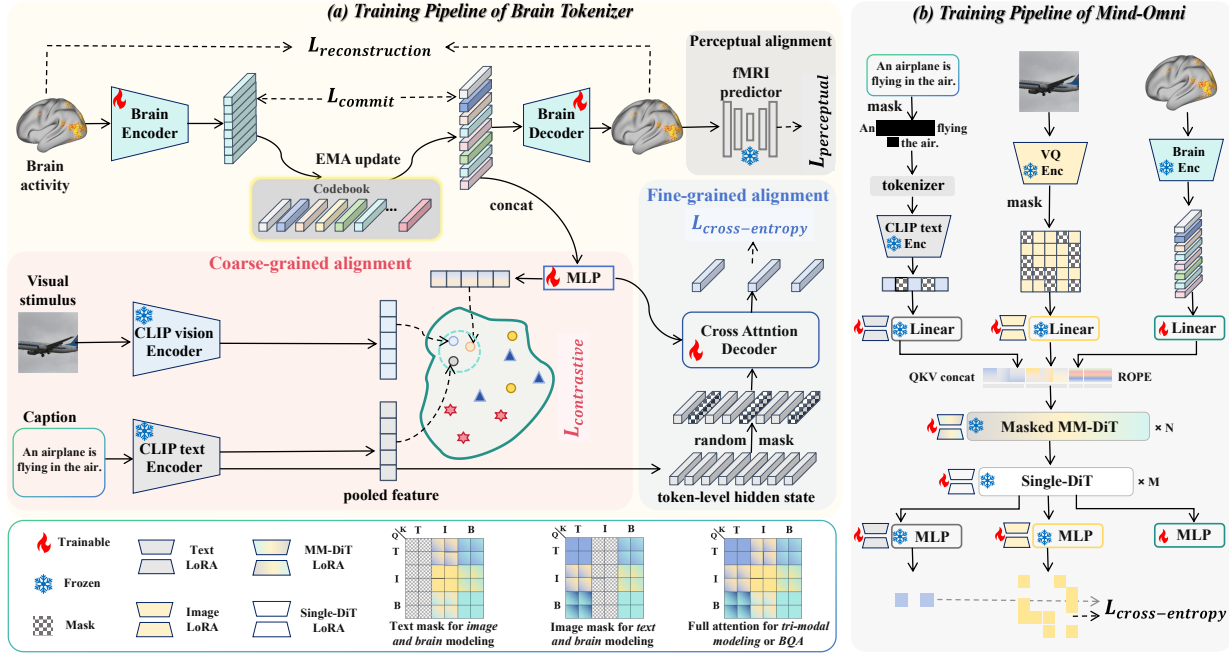 (a) Training Pipeline of Brain Tokenizer
L_reconstruction
L_commit
Brain
Encoder
Brain
Decoder
Brain
activity
EMA update
Codebook
...
concat
Perceptual alignment
fMRI
predictor
L_perceptual
Fine-grained alignment
L_cross-entropy
Coarse-grained alignment
MLP
Visual
stimulus
CLIP vision
Encoder
Cross Attntion
Decoder
L_contrastive
Caption
An airplane is
flying in the air.
CLIP text
Encoder
pooled feature
random mask
token-level hidden state
Trainable
Frozen
Mask
Text
LoRA
Image
LoRA
MM-DiT
LoRA
Single-DiT
LoRA
K T I B
Q
T
I
B
Text mask for image
and brain modeling
K T I B
Q
T
I
B
Image mask for text
and brain modeling
K T I B
Q
T
I
B
Full attention for tri-modal
modeling or BQA
(b) Training Pipeline of Mind-Omni
An airplane is
flying in the air.
mask
An flying
the air.
tokenizer
CLIP text
Enc
VQ
Enc
mask
Brain
Enc
Linear
Linear
Linear
QKV concat
ROPE
Masked MM-DiT
× N
Single-DiT
× M
MLP
MLP
MLP
L_cross-entropy